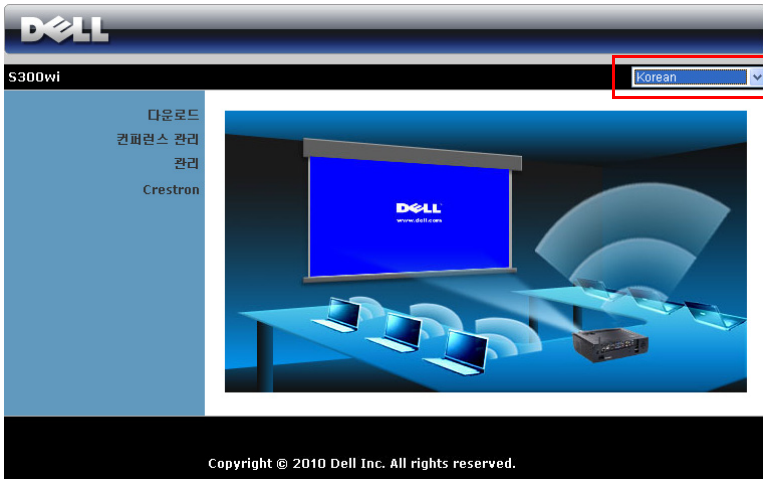 DELL
S300wi
Korean
다운로드
컨퍼런스 관리
관리
Crestron
DELL
www.dell.com
Copyright © 2010 Dell Inc. All rights reserved.